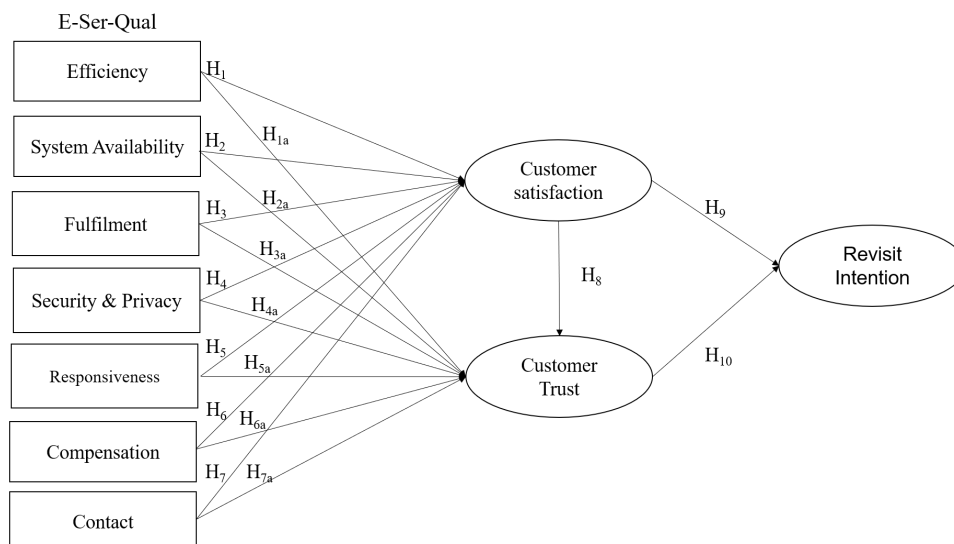 E-Ser-Qual
Efficiency
System Availability
Fulfilment
Security & Privacy
Responsiveness
Compensation
Contact
H1
H1a
H2
H2a
H3
H3a
H4
H4a
H5
H5a
H6
H6a
H7
H7a
Customer
satisfaction
H8
Customer
Trust
H9
H10
Revisit
Intention